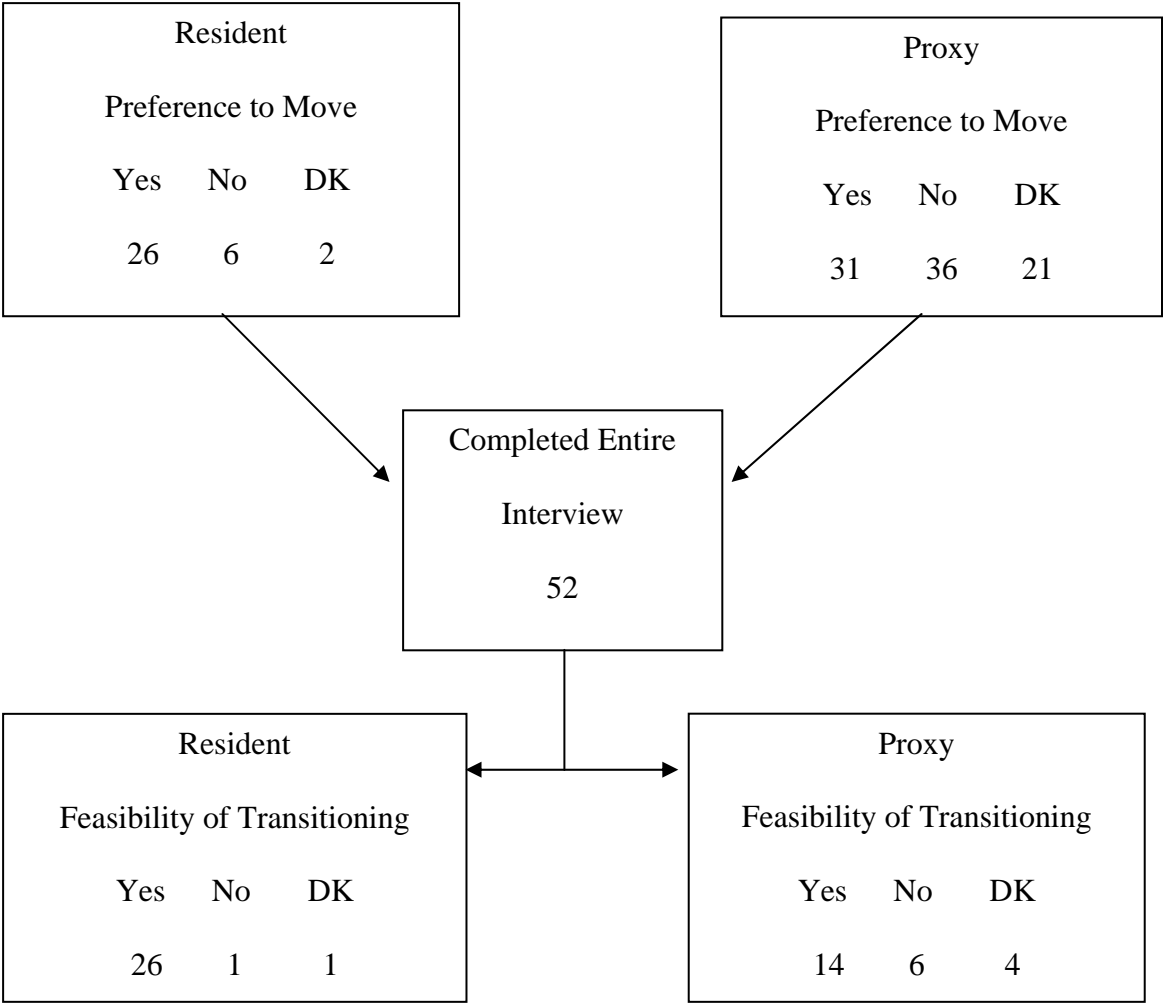 Resident
Preference to Move
Yes No DK
26 6 2
Proxy
Preference to Move
Yes No DK
31 36 21
Completed Entire
Interview
52
Resident
Feasibility of Transitioning
Yes No DK
26 1 1
Proxy
Feasibility of Transitioning
Yes No DK
14 6 4